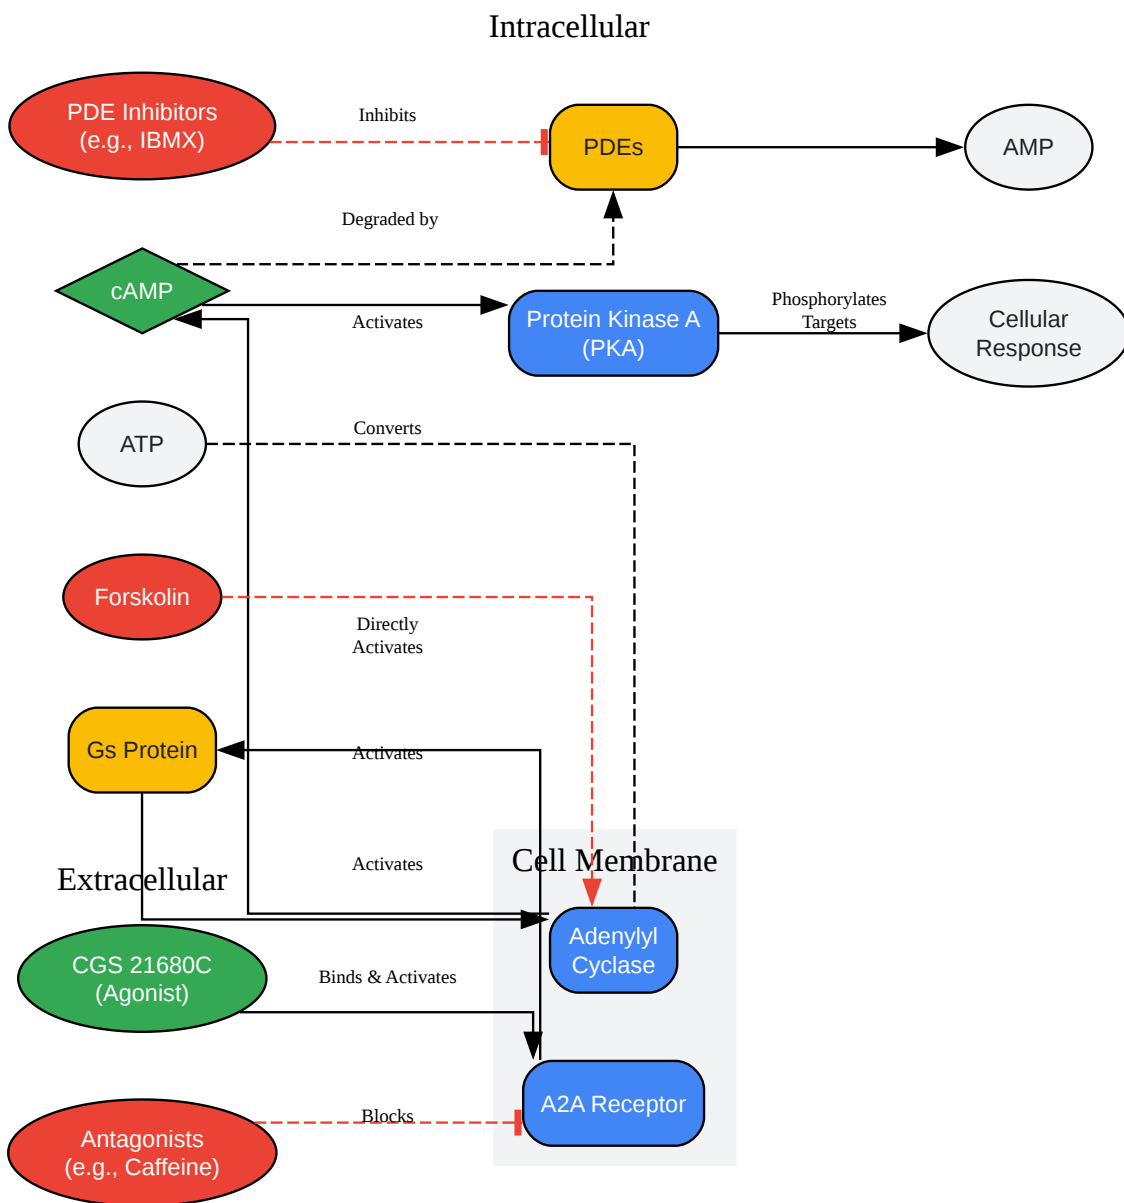 Intracellular
PDE Inhibitors
(e.g., IBMX)
Inhibits
PDEs
AMP
Degraded by
cAMP
Activates
Protein Kinase A
(PKA)
Phosphorylates
Targets
Cellular
Response
ATP
Converts
Forskolin
Directly
Activates
Gs Protein
Activates
Activates
Extracellular
Cell Membrane
Adenylyl
Cyclase
CGS 21680C
(Agonist)
Binds & Activates
A2A Receptor
Blocks
Antagonists
(e.g., Caffeine)